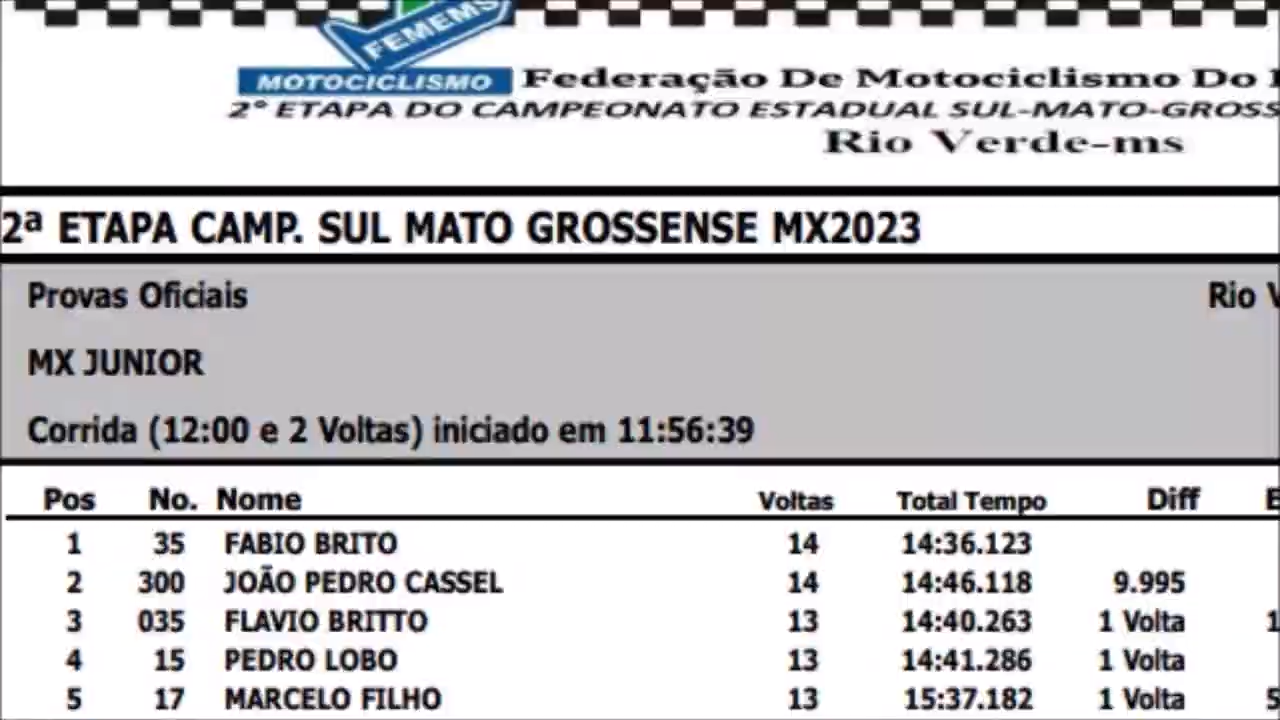 FEMEMS
MOTOCICLISMO
Federação De Motociclismo Do
2ª ETAPA DO CAMPEONATO ESTADUAL SUL-MATO-GROSS
Rio Verde-ms
2ª ETAPA CAMP. SUL MATO GROSSENSE MX2023
Provas Oficiais Rio V
MX JUNIOR
Corrida (12:00 e 2 Voltas) iniciado em 11:56:39
Pos No. Nome Voltas Total Tempo Diff E
1 35 FABIO BRITO 14 14:36.123
2 300 JOÃO PEDRO CASSEL 14 14:46.118 9.995
3 035 FLAVIO BRITTO 13 14:40.263 1 Volta 1
4 15 PEDRO LOBO 13 14:41.286 1 Volta
5 17 MARCELO FILHO 13 15:37.182 1 Volta 5